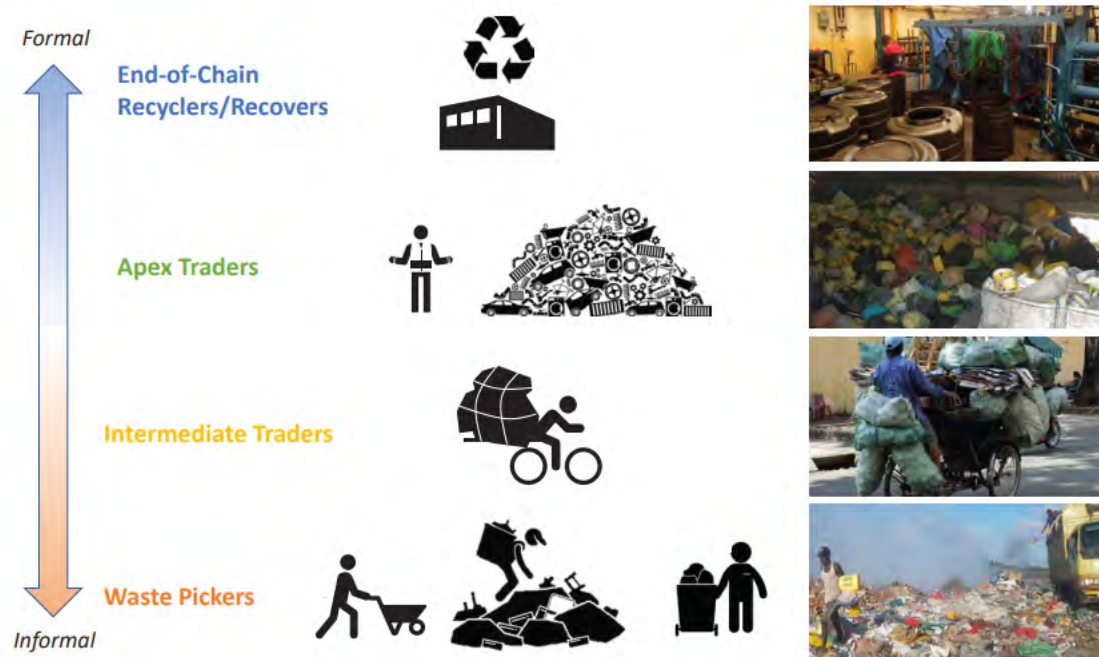 Formal
End-of-Chain
Recyclers/Recovers
Apex Traders
Intermediate Traders
Waste Pickers
Informal